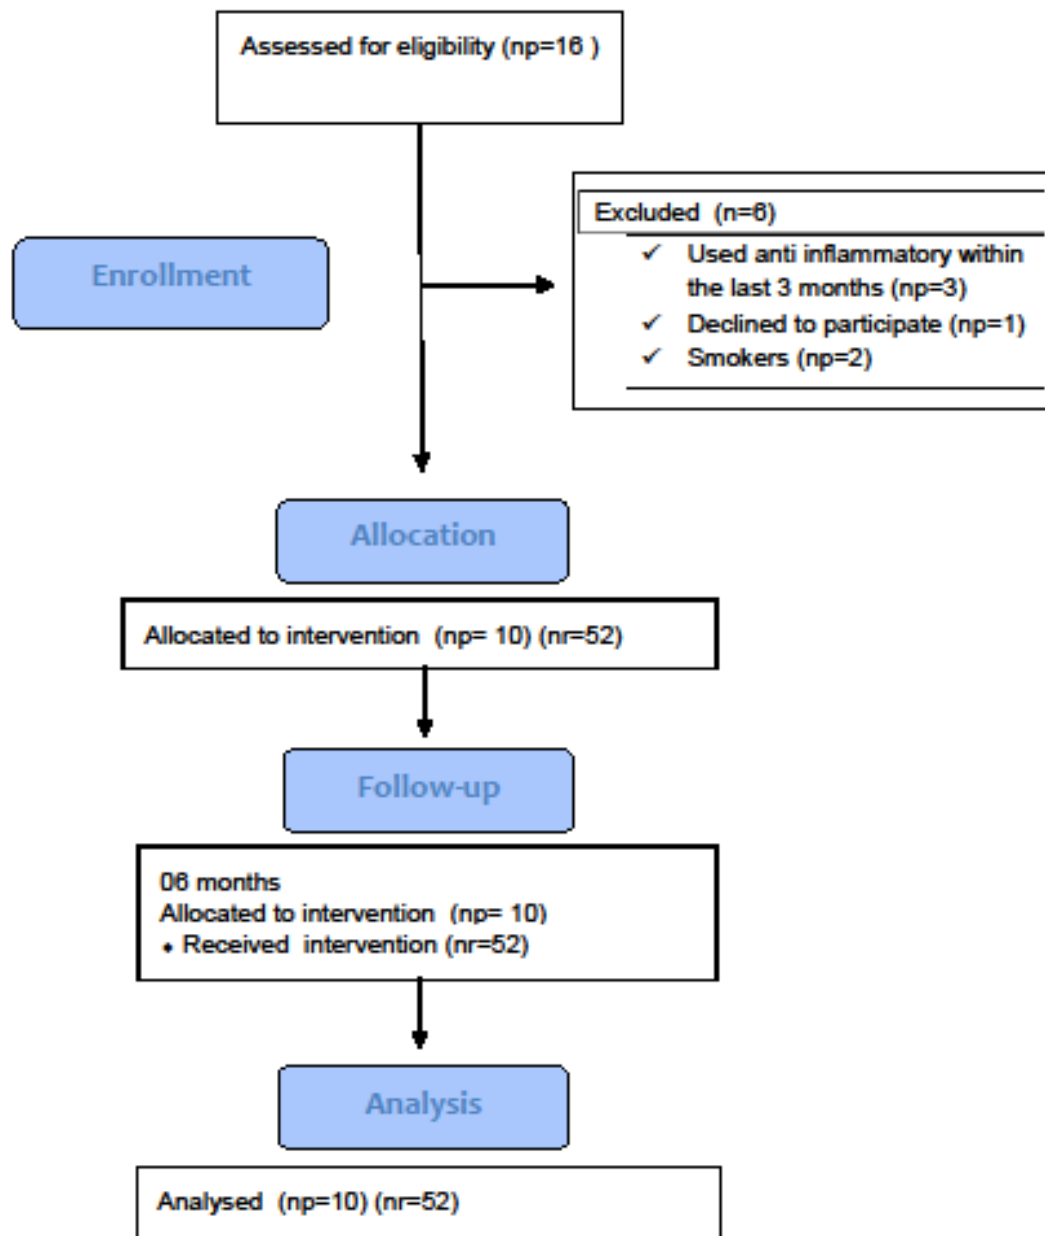 Assessed for eligibility (np=16 )
Enrollment
Excluded (n=6)
✓ Used anti inflammatory within
the last 3 months (np=3)
✓ Declined to participate (np=1)
✓ Smokers (np=2)
Allocation
Allocated to intervention (np= 10) (nr=52)
Follow-up
06 months
Allocated to intervention (np= 10)
• Received intervention (nr=52)
Analysis
Analysed (np=10) (nr=52)